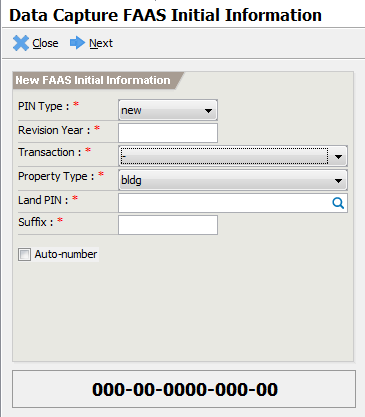 Data Capture FAAS Initial Information
Close Next
New FAAS Initial Information
PIN Type : * new
Revision Year : *
Transaction : * -
Property Type : * bldg
Land PIN : *
Suffix : *
Auto-number
000-00-0000-000-00